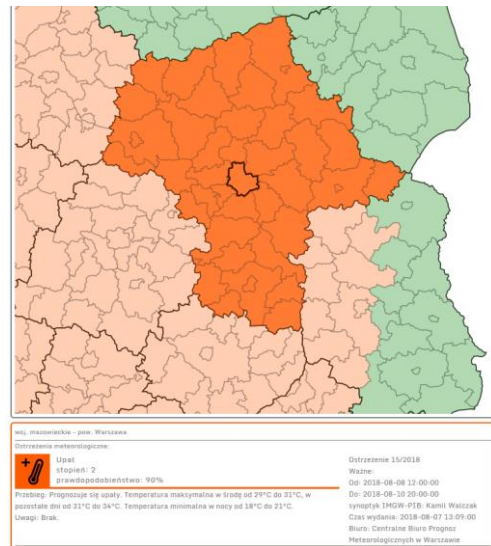 woj. mazowieckie - pow. Warszawa
Ostrzeżenia meteorologiczne:
Upał
stopień: 2
prawdopodobieństwo: 90%
Przebieg: Prognozuje się upały. Temperatura maksymalna w środę od 29°C do 31°C, w
pozostałe dni od 31°C do 34°C. Temperatura minimalna w nocy od 18°C do 21°C.
Uwagi: Brak.
Ostrzeżenie 15/2018
Ważne:
Od: 2018-08-08 12:00:00
Do: 2018-08-10 20:00:00
synoptyk IMGW-PIB: Kamil Walczak
Czas wydania: 2018-08-07 13:09:00
Biuro: Centralne Biuro Prognoz
Meteorologicznych w Warszawie